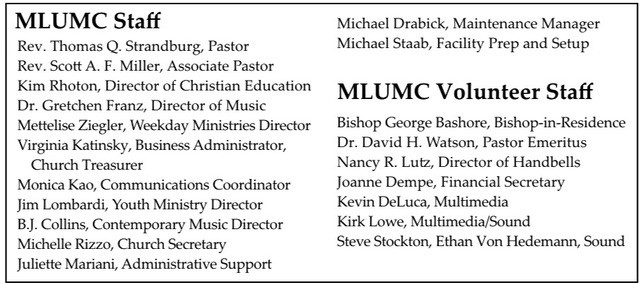 MLUMC Staff
Rev. Thomas Q. Strandburg, Pastor
Rev. Scott A. F. Miller, Associate Pastor
Kim Rhoton, Director of Christian Education
Dr. Gretchen Franz, Director of Music
Mettelise Ziegler, Weekday Ministries Director
Virginia Katinsky, Business Administrator,
Church Treasurer
Monica Kao, Communications Coordinator
Jim Lombardi, Youth Ministry Director
B.J. Collins, Contemporary Music Director
Michelle Rizzo, Church Secretary
Juliette Mariani, Administrative Support
Michael Drabick, Maintenance Manager
Michael Staab, Facility Prep and Setup
MLUMC Volunteer Staff
Bishop George Bashore, Bishop-in-Residence
Dr. David H. Watson, Pastor Emeritus
Nancy R. Lutz, Director of Handbells
Joanne Dempe, Financial Secretary
Kevin DeLuca, Multimedia
Kirk Lowe, Multimedia/Sound
Steve Stockton, Ethan Von Hedemann, Sound